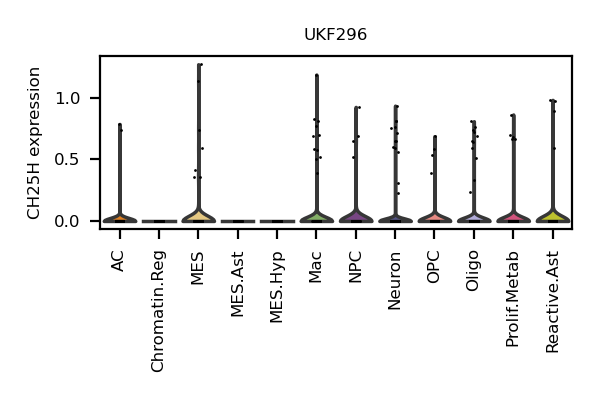 UKF296
CH25H expression
1.0
0.5
0.0
AC
Chromatin.Reg
MES
MES.Ast
MES.Hyp
Mac
NPC
Neuron
OPC
Oligo
Prolif.Metab
Reactive.Ast